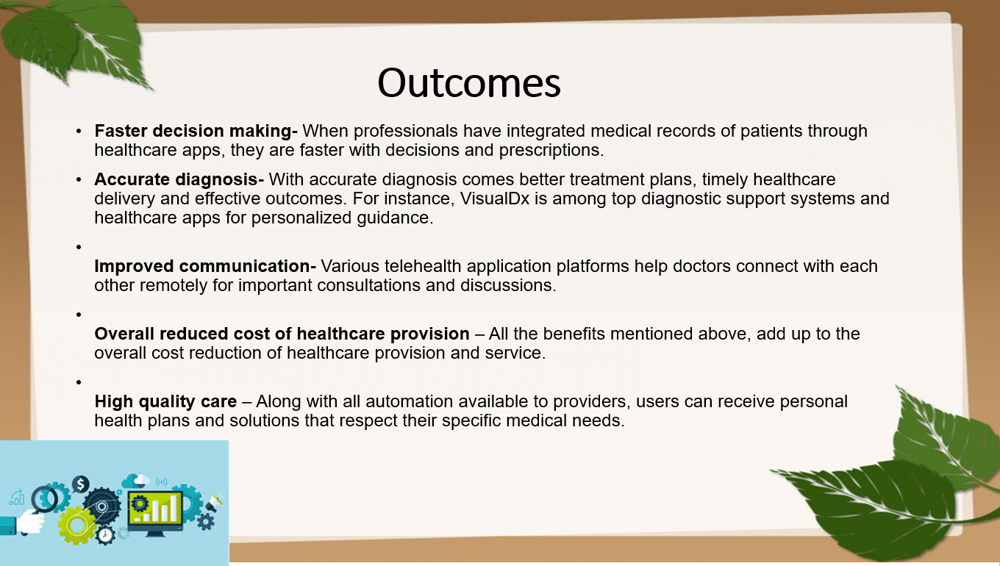 Outcomes
• Faster decision making- When professionals have integrated medical records of patients through
healthcare apps, they are faster with decisions and prescriptions.
• Accurate diagnosis- With accurate diagnosis comes better treatment plans, timely healthcare
delivery and effective outcomes. For instance, VisualDx is among top diagnostic support systems and
healthcare apps for personalized guidance.
•
Improved communication- Various telehealth application platforms help doctors connect with each
other remotely for important consultations and discussions.
•
Overall reduced cost of healthcare provision – All the benefits mentioned above, add up to the
overall cost reduction of healthcare provision and service.
•
High quality care – Along with all automation available to providers, users can receive personal
health plans and solutions that respect their specific medical needs.
$